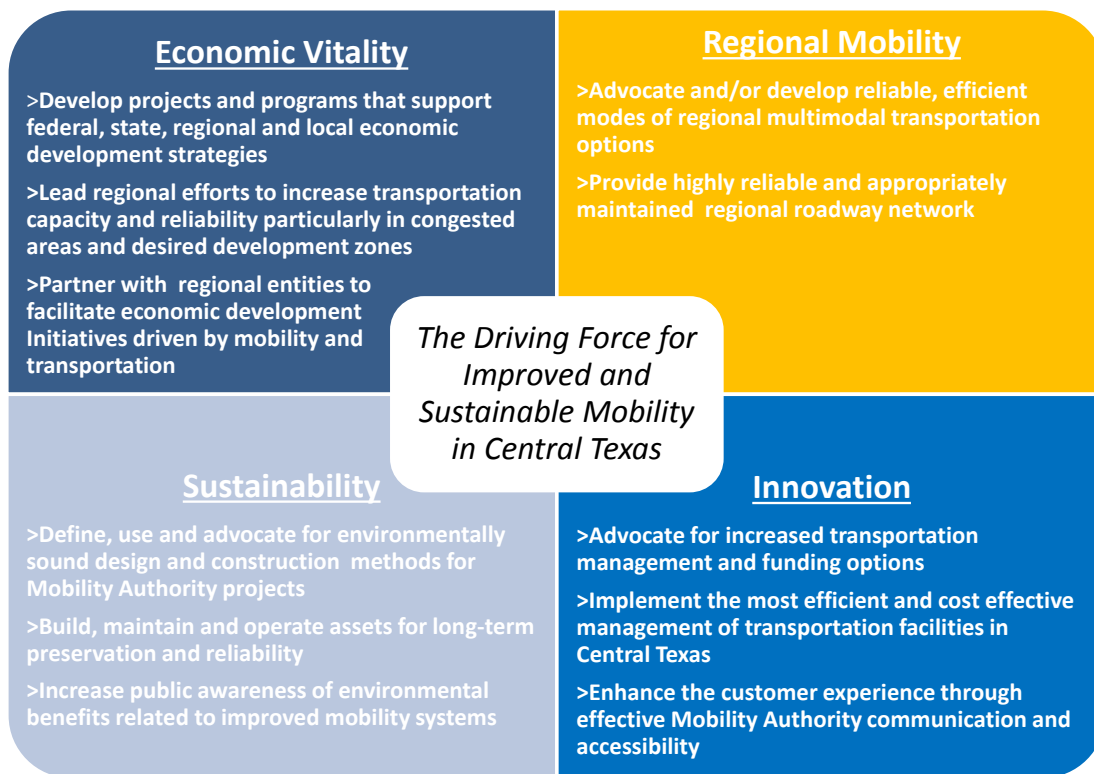 Economic Vitality
>Develop projects and programs that support
federal, state, regional and local economic
development strategies
>Lead regional efforts to increase transportation
capacity and reliability particularly in congested
areas and desired development zones
>Partner with  regional entities to
facilitate economic development
Initiatives driven by mobility and
transportation
Regional Mobility
>Advocate and/or develop reliable, efficient
modes of regional multimodal transportation
options
>Provide highly reliable and appropriately
maintained  regional roadway network
The Driving Force for
Improved and
Sustainable Mobility
in Central Texas
Sustainability
>Define, use and advocate for environmentally
sound design and construction  methods for
Mobility Authority projects
>Build, maintain and operate assets for long-term
preservation and reliability
>Increase public awareness of environmental
benefits related to improved mobility systems
Innovation
>Advocate for increased transportation
management and funding options
>Implement the most efficient and cost effective
management of transportation facilities in
Central Texas
>Enhance the customer experience through
effective Mobility Authority communication and
accessibility